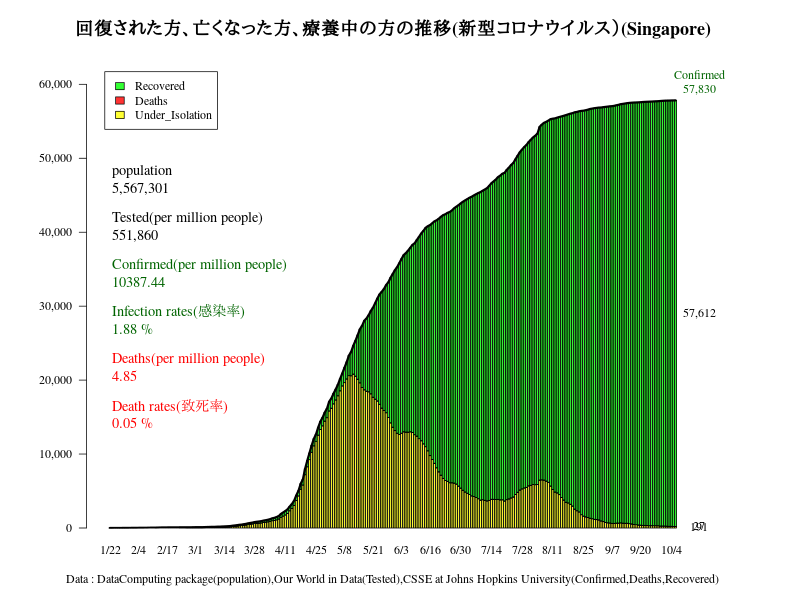 回復された方、亡くなった方、療養中の方の推移(新型コロナウイルス）(Singapore)
Confirmed
57,830
Recovered
Deaths
Under_Isolation
population
5,567,301
Tested(per million people)
551,860
Confirmed(per million people)
10387.44
Infection rates(感染率)
1.88 %
Deaths(per million people)
4.85
Death rates(致死率)
0.05 %
60,000
50,000
40,000
30,000
20,000
10,000
0
57,612
27
191
1/22 2/4 2/17 3/1 3/14 3/28 4/11 4/25 5/8 5/21 6/3 6/16 6/30 7/14 7/28 8/11 8/25 9/7 9/20 10/4
Data : DataComputing package(population),Our World in Data(Tested),CSSE at Johns Hopkins University(Confirmed,Deaths,Recovered)